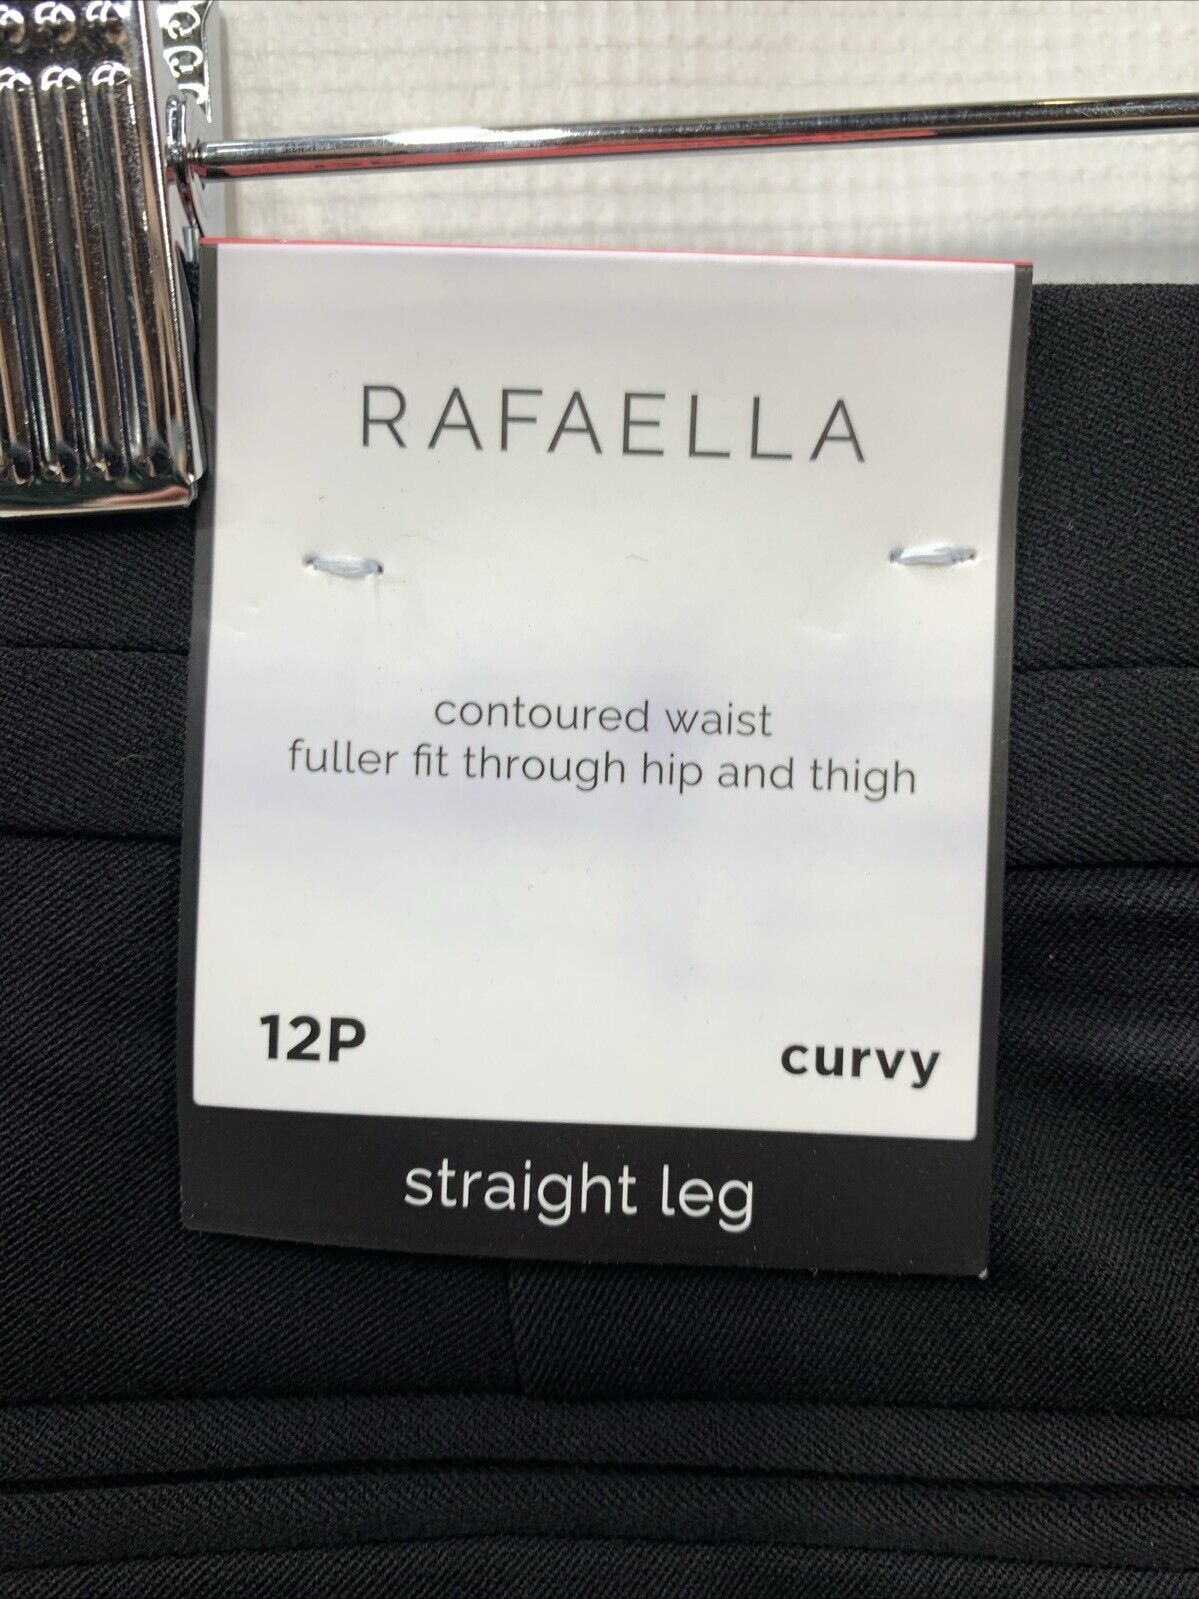 RAFAELLA
contoured waist
fuller fit through hip and thigh
12P
curvy
straight leg